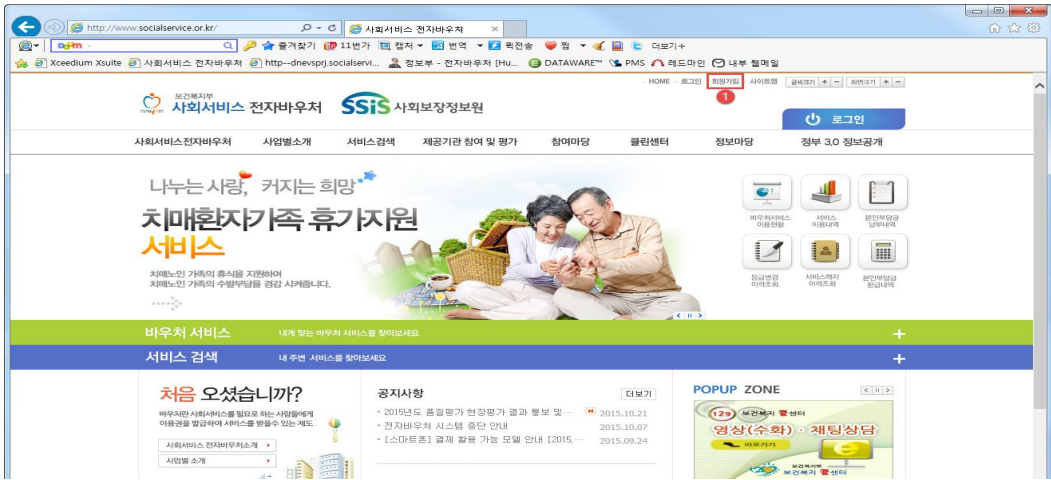 http://www.socialservice.or.kr/
사회서비스 전자바우처
즐겨찾기 11번가 캡처 번역 퀵전송 찜 더보기+
Xceedium Xsuite 사회서비스 전자바우처 http--dnevsprj.socialservi... 정보부 - 전자바우처 [Hu... DATAWARE™ PMS 레드마인 내부 웹메일
HOME 로그인 회원가입 사이트맵 글씨크기 + - 화면크기 + -
1
보건복지부
사회서비스 전자바우처 SSiS 사회보장정보원
로그인
사회서비스전자바우처 사업별소개 서비스검색 제공기관 참여 및 평가 참여마당 클린센터 정보마당 정부 3.0 정보공개
나누는 사랑, 커지는 희망
치매환자가족 휴가지원
서비스
치매노인 가족의 휴식을 지원하여
치매노인 가족의 수발부담을 경감 시켜줍니다.
바우처서비스 이용현황
서비스 이용내역
본인부담금 납부내역
등급변경 이력조회
서비스해지 이력조회
본인부담금 환급내역
바우처 서비스 내게 맞는 바우처 서비스를 찾아보세요 +
서비스 검색 내 주변 서비스를 찾아보세요 +
처음 오셨습니까?
바우처란 사회서비스를 필요로 하는 사람들에게
이용권을 발급하여 서비스를 받을수 있는 제도
사회서비스 전자바우처소개
사업별 소개
공지사항 더보기
· 2015년도 품질평가 현장평가 결과 통보 및··· 2015.10.21
· 전자바우처 시스템 중단 안내 2015.10.07
· [스마트폰] 결제 활용 가능 모델 안내 [2015,··· 2015.09.24
POPUP ZONE
129 보건복지콜센터
영상(수화)·채팅상담
바로가기
보건복지부
보건복지콜센터